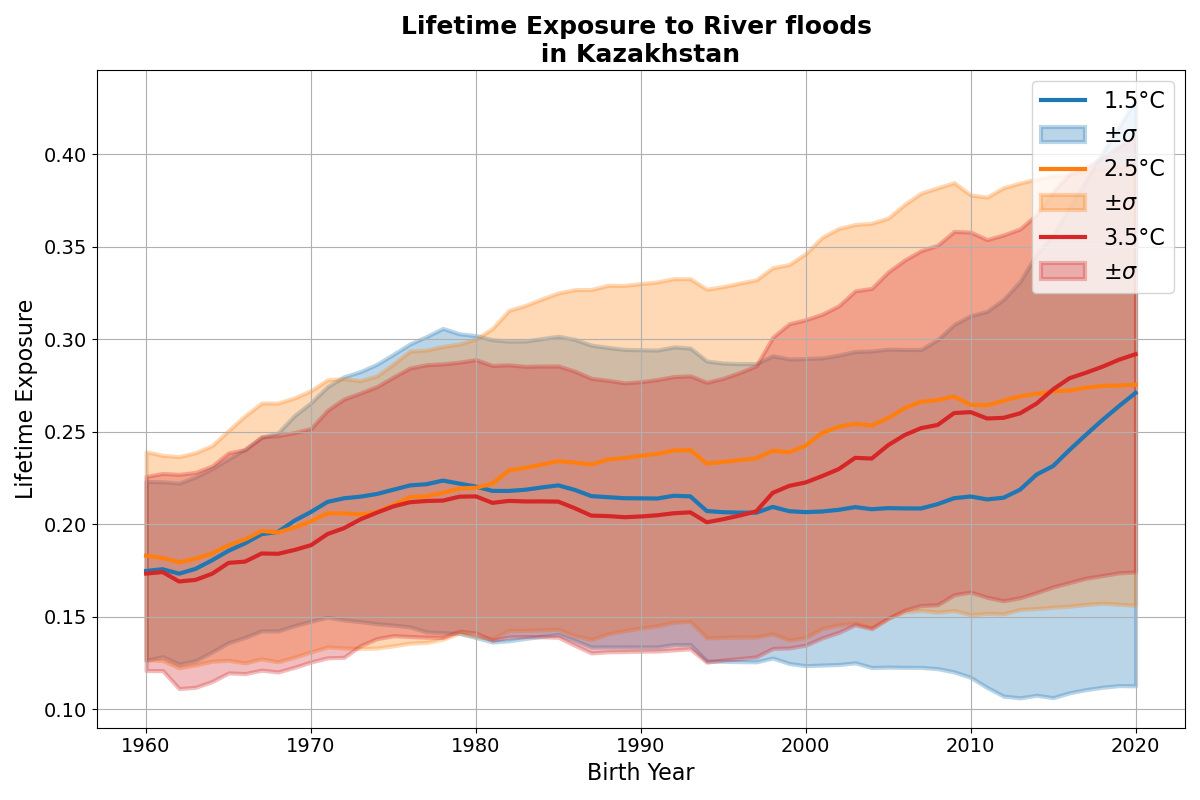 Lifetime Exposure to River floods
in Kazakhstan
1.5°C
±σ
2.5°C
±σ
3.5°C
±σ
Lifetime Exposure
0.40
0.35
0.30
0.25
0.20
0.15
0.10
1960 1970 1980 1990 2000 2010 2020
Birth Year